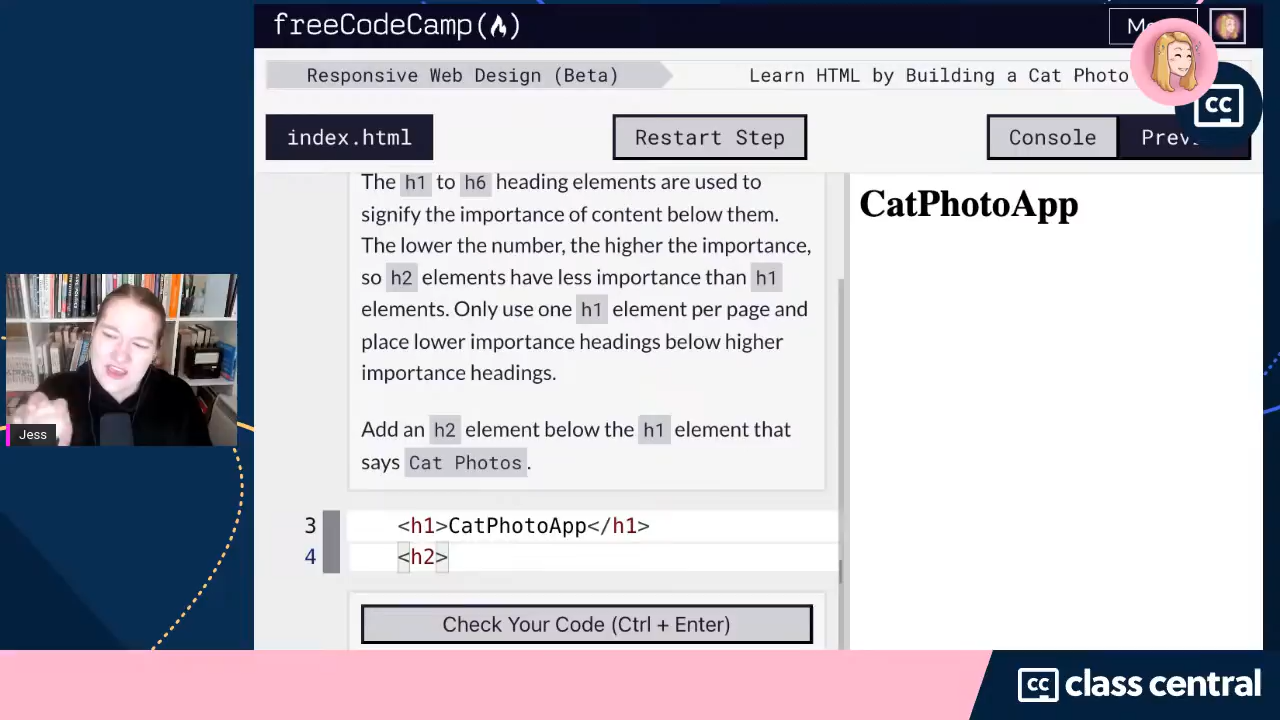 freeCodeCamp(🔥)
Responsive Web Design (Beta)
Learn HTML by Building a Cat Photo
index.html
Restart Step
Console
The h1 to h6 heading elements are used to
signify the importance of content below them.
The lower the number, the higher the importance,
so h2 elements have less importance than h1
elements. Only use one h1 element per page and
place lower importance headings below higher
importance headings.
Add an h2 element below the h1 element that
says Cat Photos.
3 <h1>CatPhotoApp</h1>
4 <h2>
Check Your Code (Ctrl + Enter)
CatPhotoApp
Jess
CC
CC class central